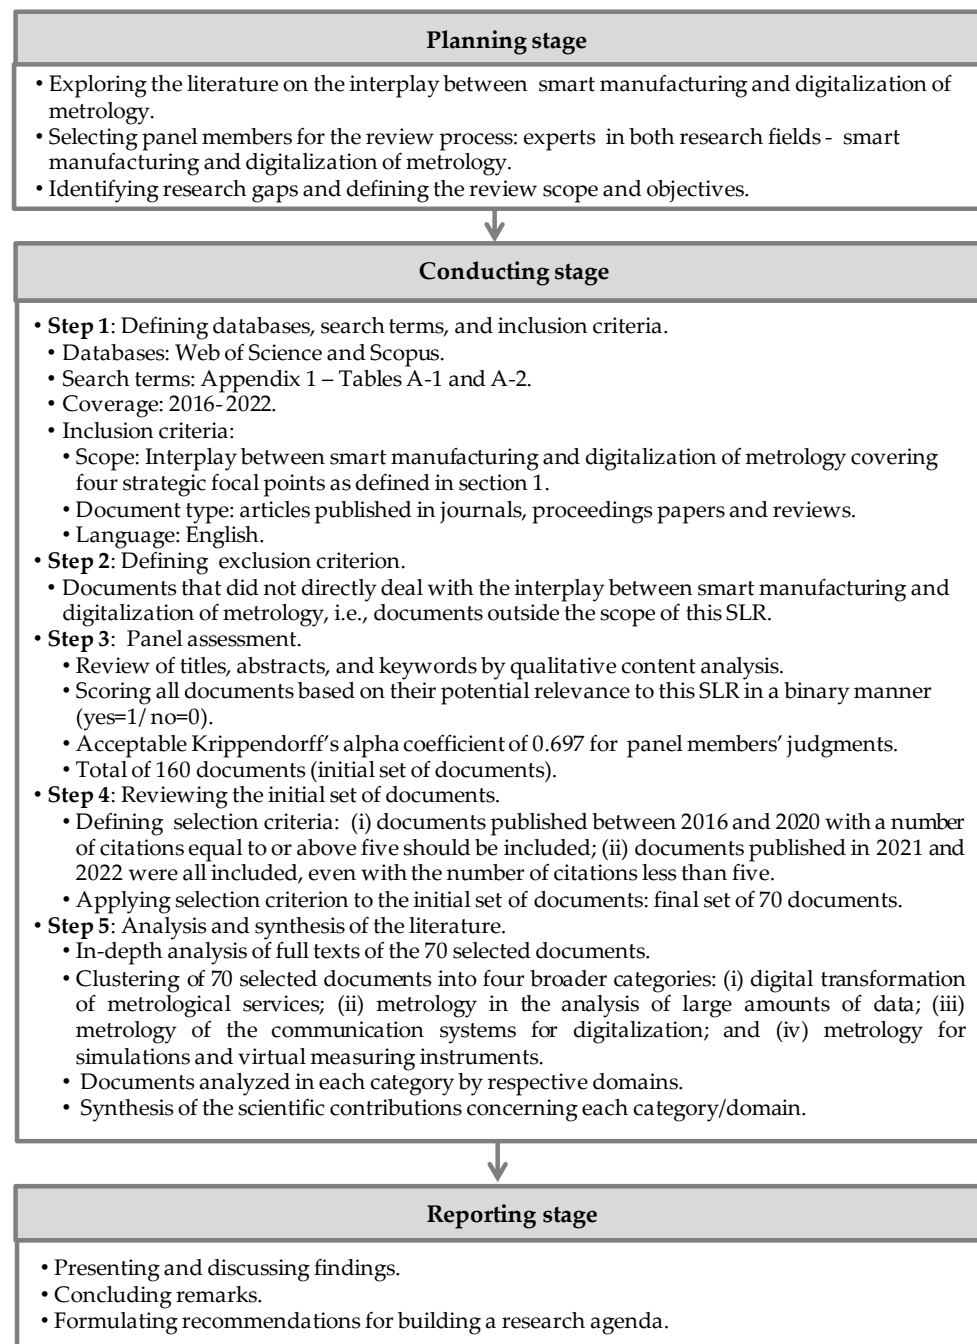 Planning stage
• Exploring the literature on the interplay between smart manufacturing and digitalization of
metrology.
• Selecting panel members for the review process: experts in both research fields - smart
manufacturing and digitalization of metrology.
• Identifying research gaps and defining the review scope and objectives.
Conducting stage
• Step 1: Defining databases, search terms, and inclusion criteria.
• Databases: Web of Science and Scopus.
• Search terms: Appendix 1 – Tables A-1 and A-2.
• Coverage: 2016-2022.
• Inclusion criteria:
• Scope: Interplay between smart manufacturing and digitalization of metrology covering
four strategic focal points as defined in section 1.
• Document type: articles published in journals, proceedings papers and reviews.
• Language: English.
• Step 2: Defining exclusion criterion.
• Documents that did not directly deal with the interplay between smart manufacturing and
digitalization of metrology, i.e., documents outside the scope of this SLR.
• Step 3: Panel assessment.
• Review of titles, abstracts, and keywords by qualitative content analysis.
• Scoring all documents based on their potential relevance to this SLR in a binary manner
(yes=1/ no=0).
• Acceptable Krippendorff’s alpha coefficient of 0.697 for panel members’ judgments.
• Total of 160 documents (initial set of documents).
• Step 4: Reviewing the initial set of documents.
• Defining selection criteria: (i) documents published between 2016 and 2020 with a number
of citations equal to or above five should be included; (ii) documents published in 2021 and
2022 were all included, even with the number of citations less than five.
• Applying selection criterion to the initial set of documents: final set of 70 documents.
• Step 5: Analysis and synthesis of the literature.
• In-depth analysis of full texts of the 70 selected documents.
• Clustering of 70 selected documents into four broader categories: (i) digital transformation
of metrological services; (ii) metrology in the analysis of large amounts of data; (iii)
metrology of the communication systems for digitalization; and (iv) metrology for
simulations and virtual measuring instruments.
• Documents analyzed in each category by respective domains.
• Synthesis of the scientific contributions concerning each category/domain.
Reporting stage
• Presenting and discussing findings.
• Concluding remarks.
• Formulating recommendations for building a research agenda.